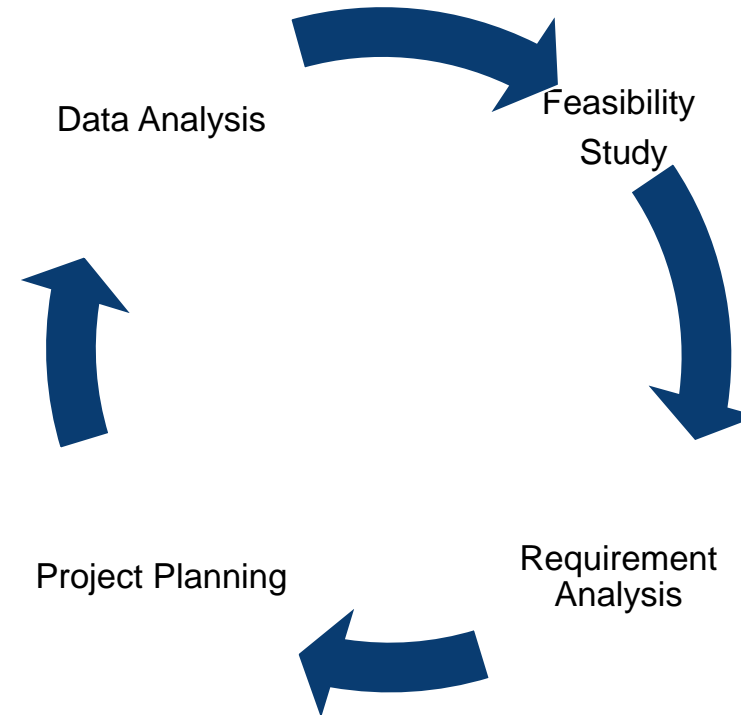 Data Analysis
Feasibility
Study
Requirement
Analysis
Project Planning